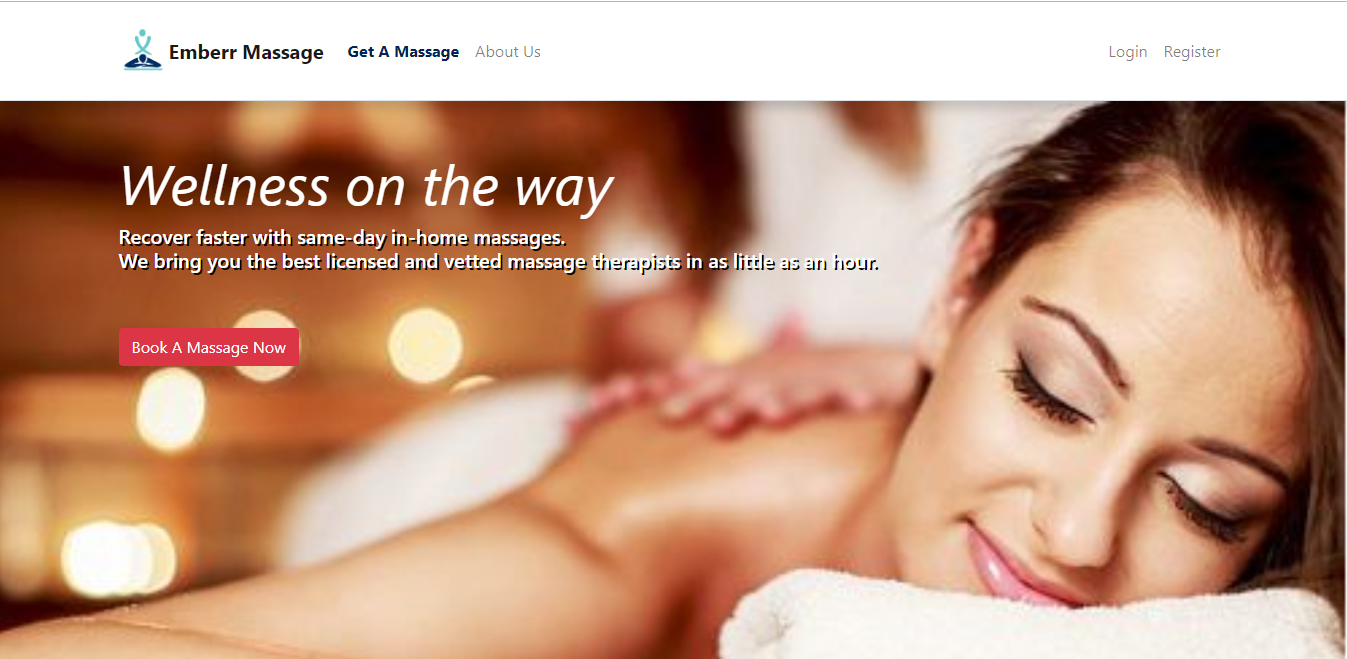 Emberr Massage
Get A Massage
About Us
Login
Register
Wellness on the way
Recover faster with same-day in-home massages.
We bring you the best licensed and vetted massage therapists in as little as an hour.
Book A Massage Now